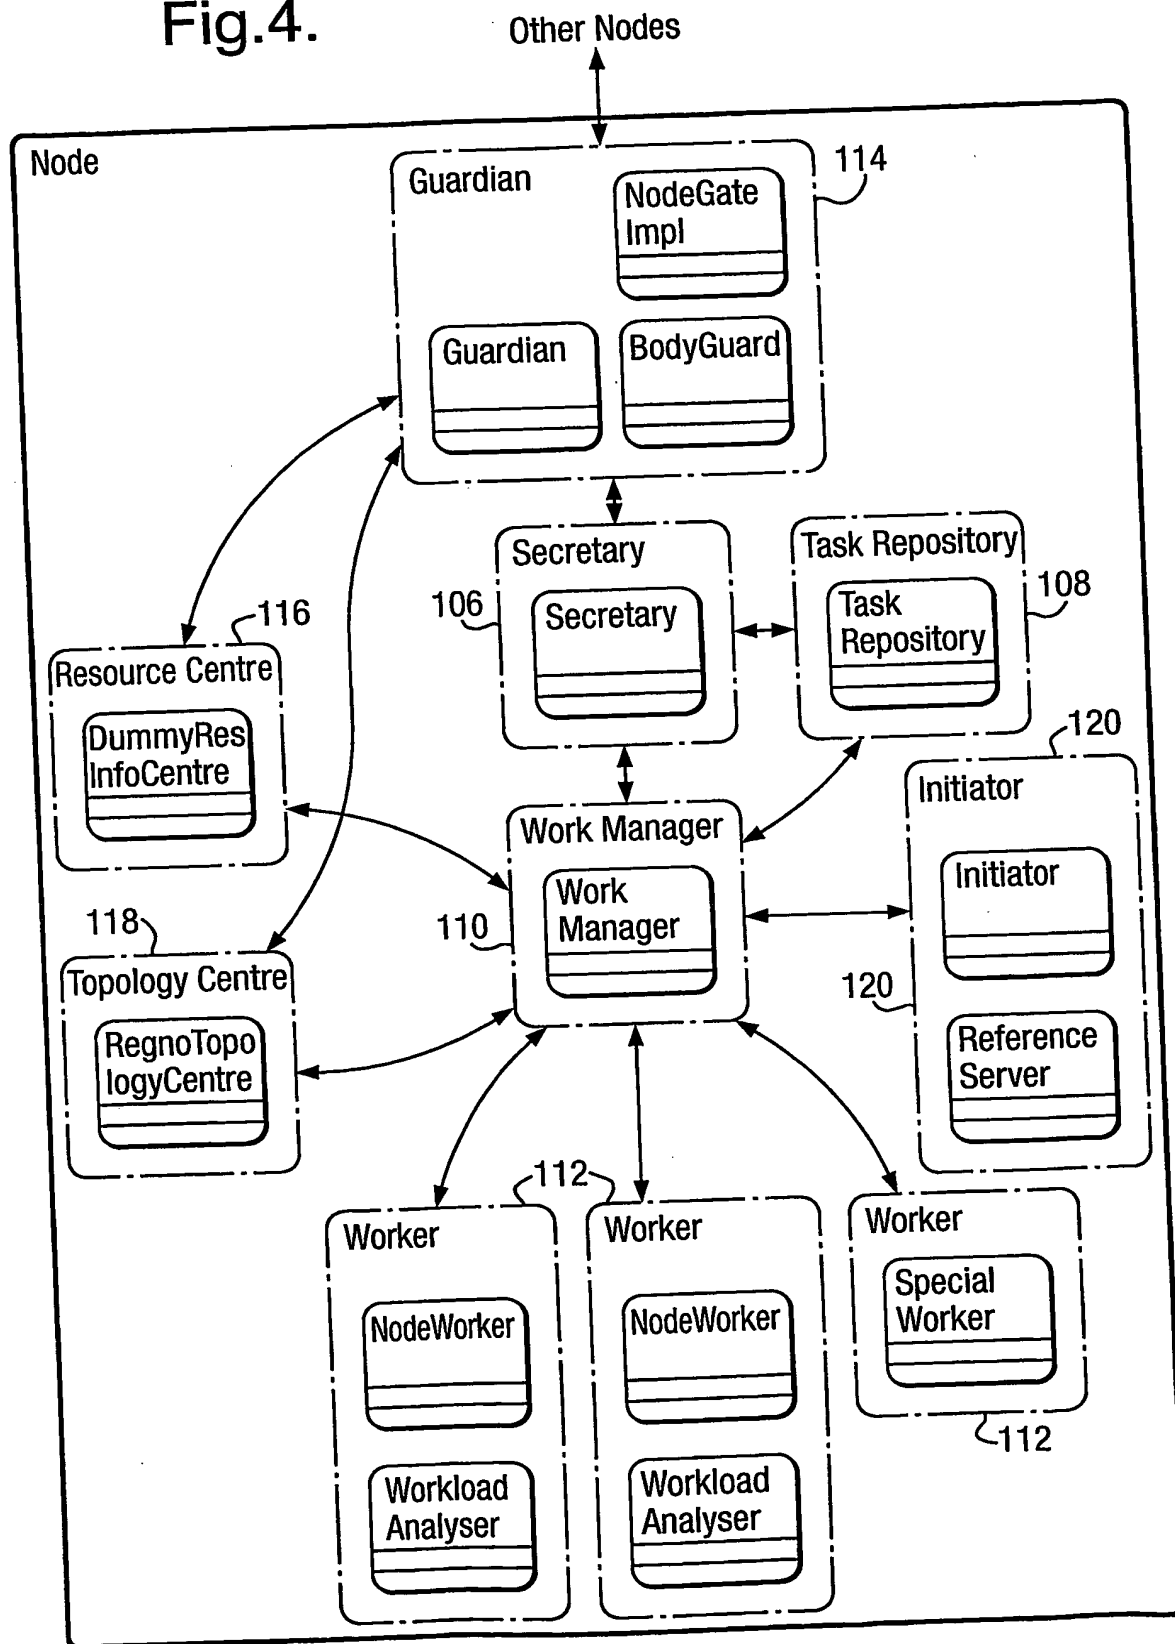 Fig.4.
Other Nodes
Node
Guardian
114
NodeGate
Impl
Guardian
BodyGuard
Secretary
Task Repository
106
Secretary
108
Task
Repository
116
Resource Centre
DummyRes
InfoCentre
120
Initiator
Work Manager
Work
Manager
110
Initiator
118
Topology Centre
120
RegnoTopo
logyCentre
Reference
Server
112
Worker
Worker
Worker
NodeWorker
NodeWorker
Special
Worker
112
Workload
Analyser
Workload
Analyser